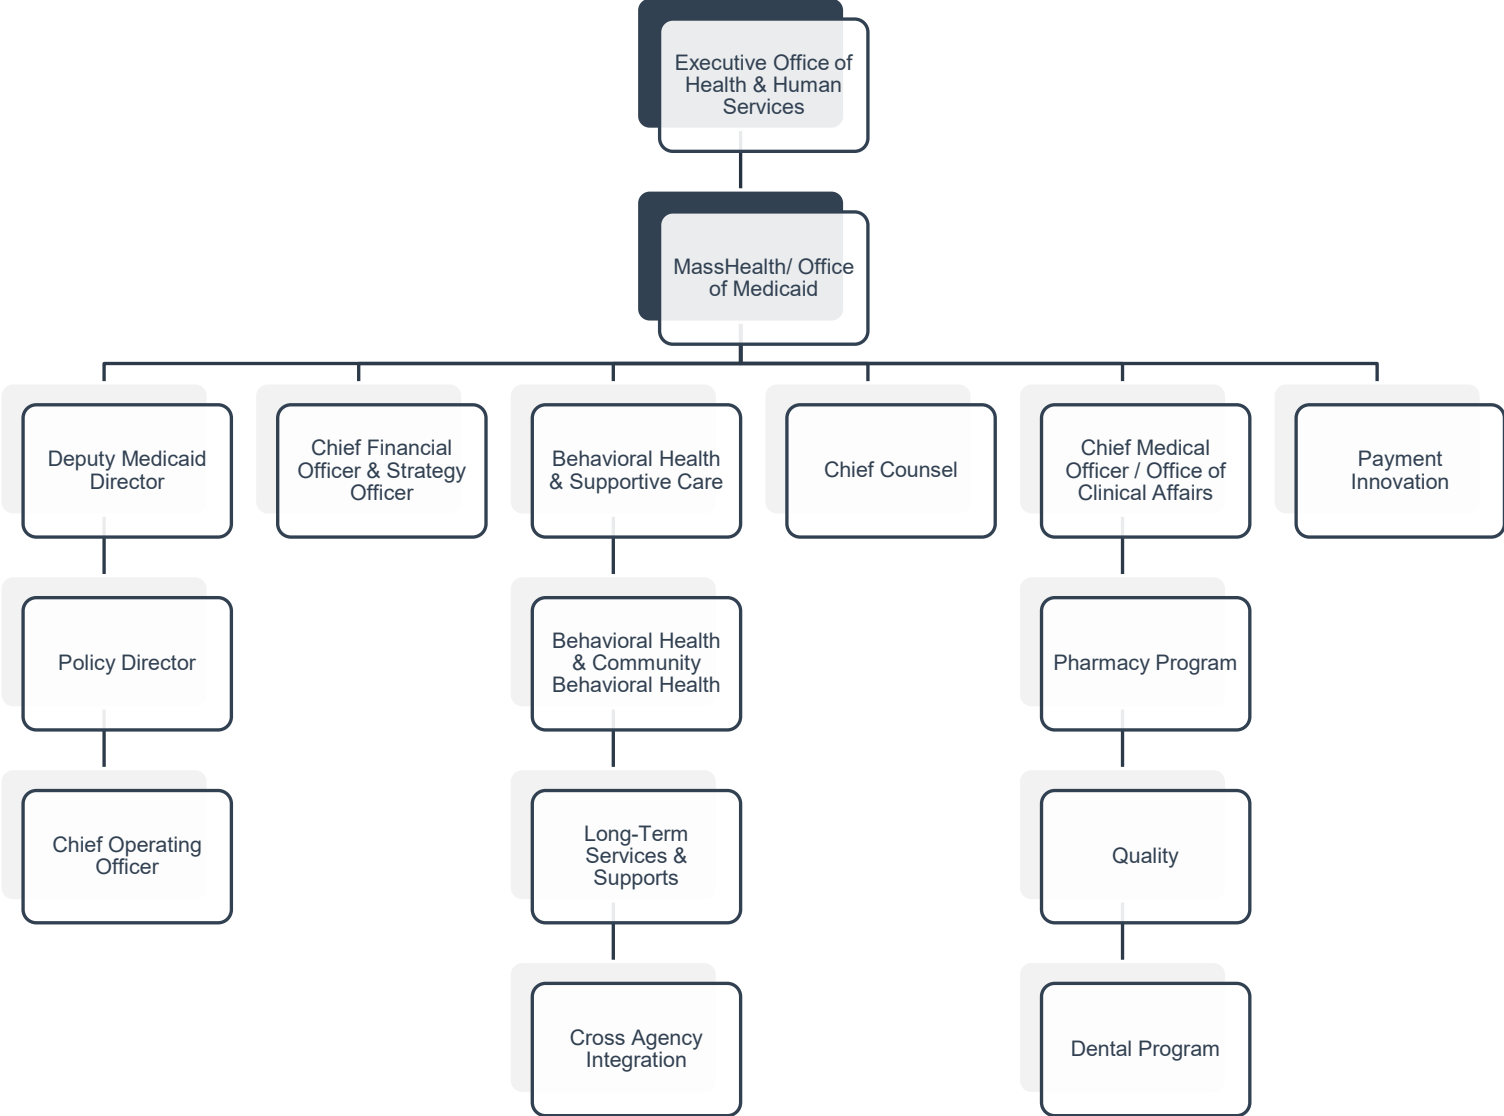 Executive Office of
Health & Human
Services
MassHealth/ Office
of Medicaid
Deputy Medicaid
Director
Chief Financial
Officer & Strategy
Officer
Behavioral Health
& Supportive Care
Chief Counsel
Chief Medical
Officer / Office of
Clinical Affairs
Payment
Innovation
Policy Director
Behavioral Health
& Community
Behavioral Health
Pharmacy Program
Chief Operating
Officer
Long-Term
Services &
Supports
Quality
Cross Agency
Integration
Dental Program